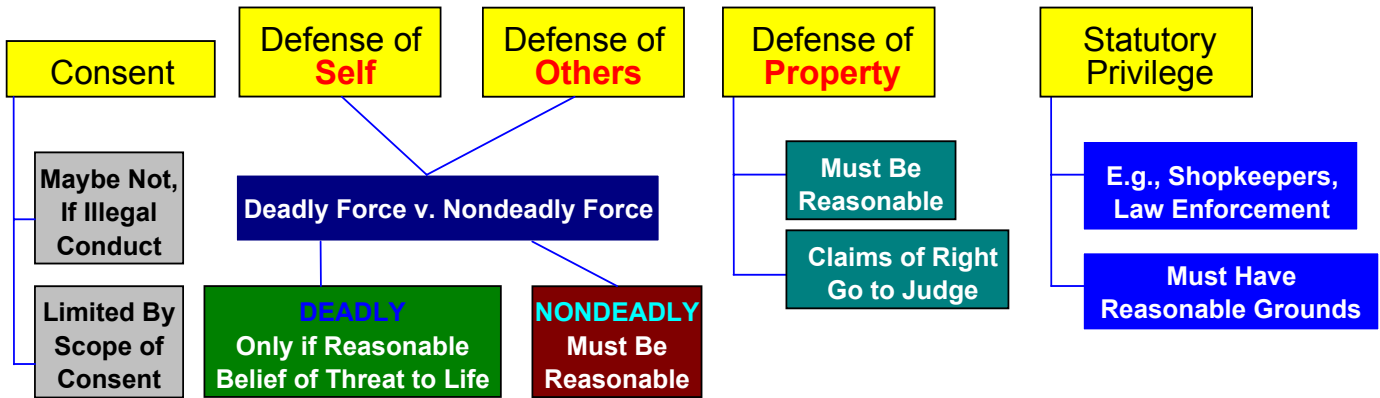 Consent
Maybe Not,
If Illegal
Conduct
Limited By
Scope of
Consent
Defense of
Self
Defense of
Others
Deadly Force v. Nondeadly Force
DEADLY
Only if Reasonable
Belief of Threat to Life
NONDEADLY
Must Be
Reasonable
Defense of
Property
Must Be
Reasonable
Claims of Right
Go to Judge
Statutory
Privilege
E.g., Shopkeepers,
Law Enforcement
Must Have
Reasonable Grounds